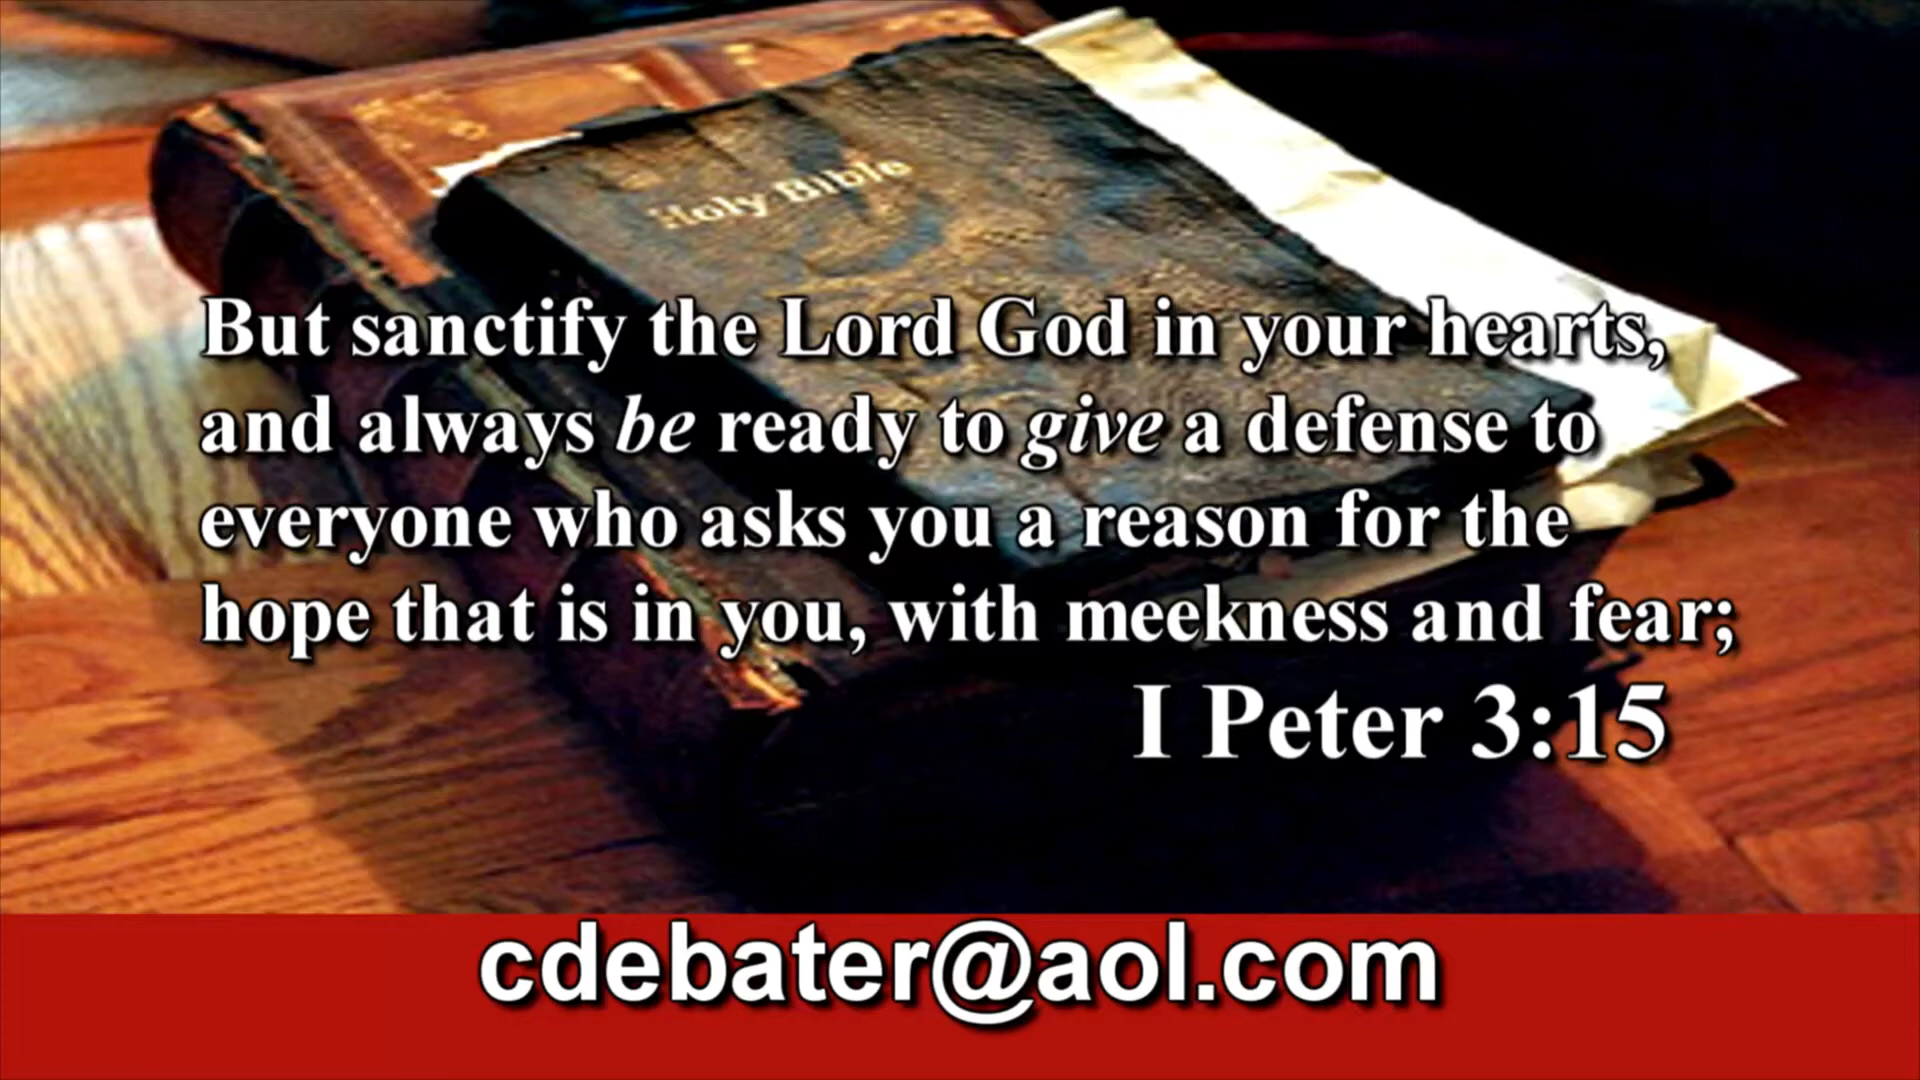 Holy Bible
But sanctify the Lord God in your hearts,
and always be ready to give a defense to
everyone who asks you a reason for the
hope that is in you, with meekness and fear;
I Peter 3:15
cdebater@aol.com